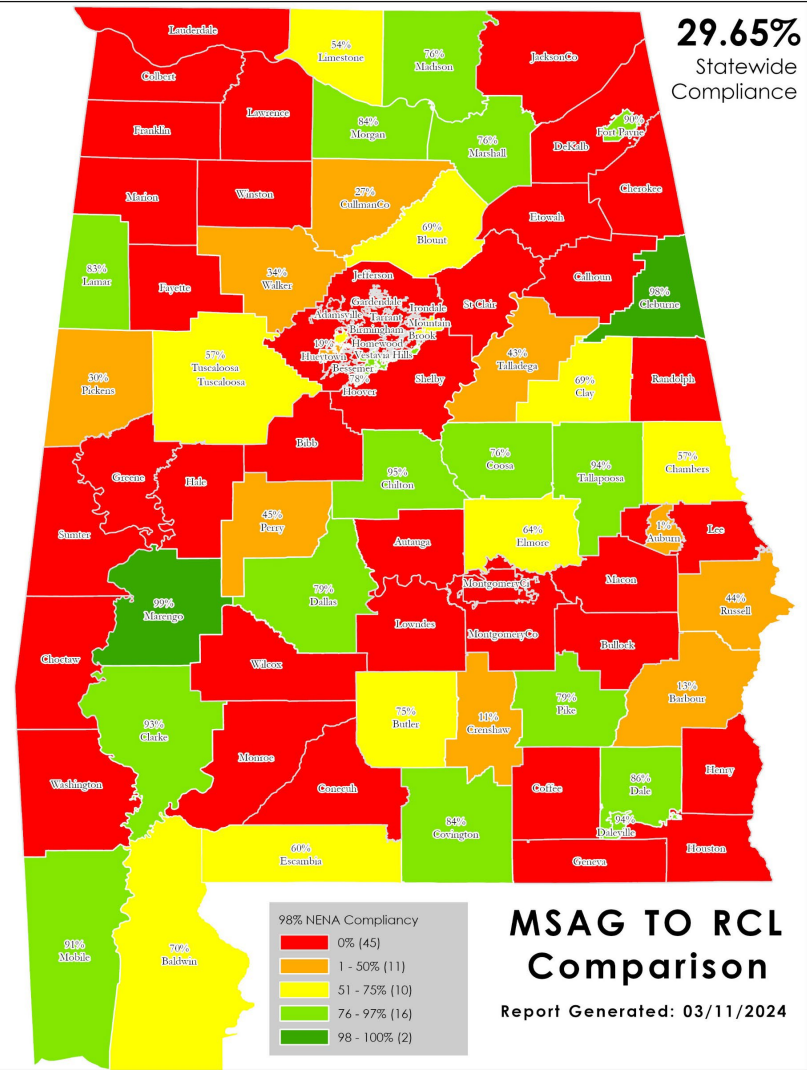 29.65%
Statewide
Compliance
Lauderdale
54%
Limestone
76%
Madison
JacksonCo
Colbert
Lawrence
Franklin
84%
Morgan
76%
Marshall
90%
Fort Payne
DeKalb
Marion
Winston
27%
CullmanCo
Cherokee
Etowah
69%
Blount
83%
Lamar
Fayette
34%
Walker
Jefferson
St Clair
Calhoun
98%
Cleburne
Gardendale
Adamsville
Tarrant
Irondale
Birmingham
Mountain
Brook
19%
Hueytown
Homewood
Vestavia Hills
Bessemer
78%
Hoover
Shelby
30%
Pickens
57%
Tuscaloosa
Tuscaloosa
43%
Talladega
69%
Clay
Randolph
Bibb
Greene
Hale
95%
Chilton
76%
Coosa
94%
Tallapoosa
57%
Chambers
Sumter
45%
Perry
Autauga
64%
Elmore
1%
Auburn
Lee
99%
Marengo
79%
Dallas
MontgomeryCi
Macon
44%
Russell
Choctaw
Lowndes
MontgomeryCo
Bullock
Wilcox
93%
Clarke
75%
Butler
11%
Crenshaw
79%
Pike
13%
Barbour
Washington
Monroe
Conecuh
Coffee
86%
Dale
Henry
84%
Covington
94%
Daleville
60%
Escambia
Geneva
Houston
91%
Mobile
70%
Baldwin
98% NENA Compliancy
0% (45)
1 - 50% (11)
51 - 75% (10)
76 - 97% (16)
98 - 100% (2)
MSAG TO RCL
Comparison
Report Generated: 03/11/2024